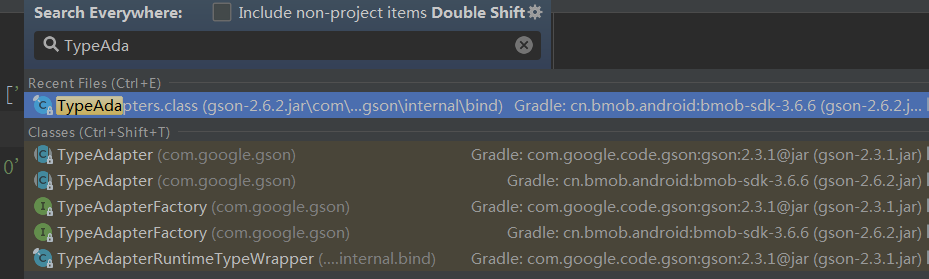 Search Everywhere: Include non-project items Double Shift
TypeAda
Recent Files (Ctrl+E)
TypeAdapters.class (gson-2.6.2.jar\com\...gson\internal\bind) Gradle: cn.bmob.android:bmob-sdk-3.6.6 (gson-2.6.2.j...
['
Classes (Ctrl+Shift+T)
TypeAdapter (com.google.gson) Gradle: com.google.code.gson:gson:2.3.1@jar (gson-2.3.1.jar)
0'
TypeAdapter (com.google.gson) Gradle: cn.bmob.android:bmob-sdk-3.6.6 (gson-2.6.2.jar)
TypeAdapterFactory (com.google.gson) Gradle: com.google.code.gson:gson:2.3.1@jar (gson-2.3.1.jar)
TypeAdapterFactory (com.google.gson) Gradle: cn.bmob.android:bmob-sdk-3.6.6 (gson-2.6.2.jar)
TypeAdapterRuntimeTypeWrapper (....internal.bind) Gradle: com.google.code.gson:gson:2.3.1@jar (gson-2.3.1.jar)